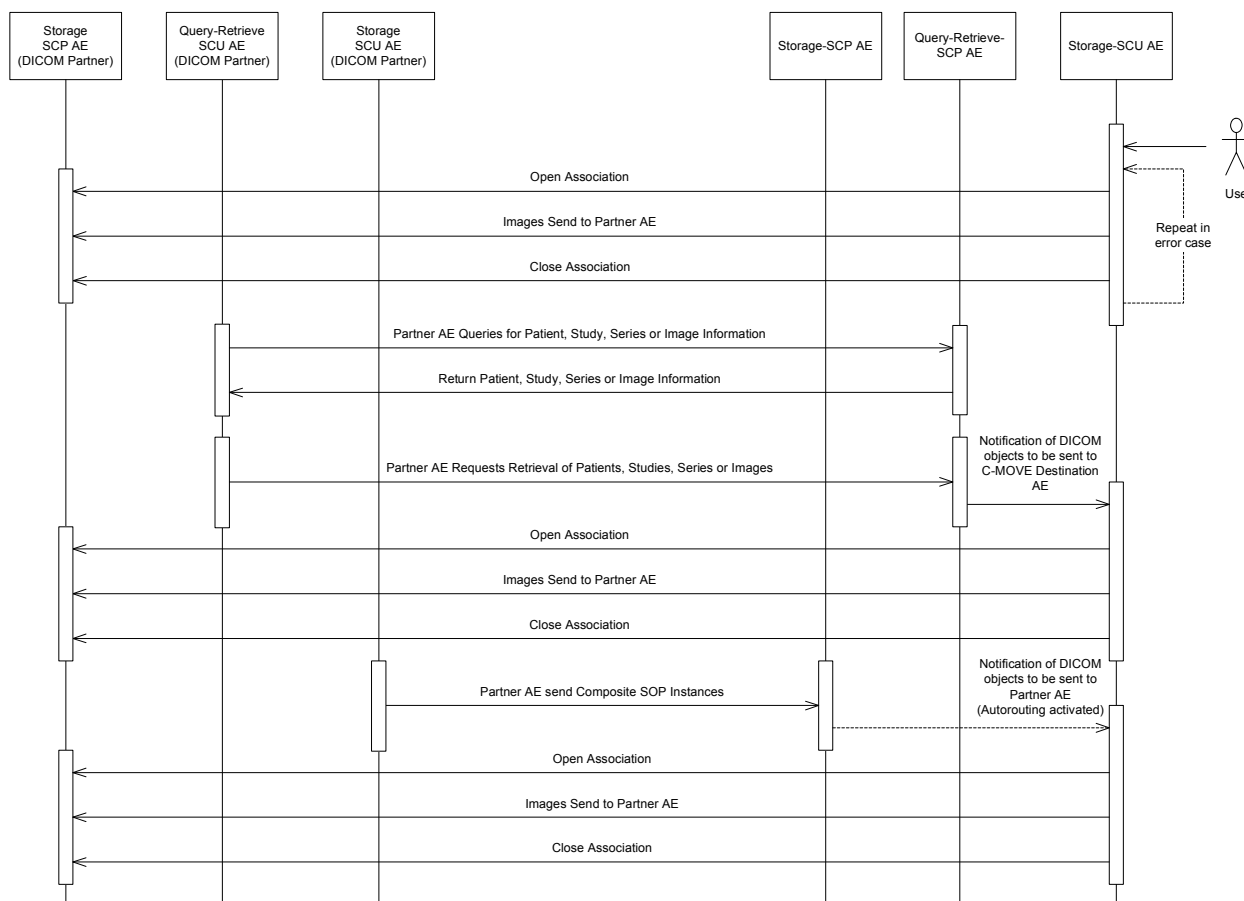 Storage
SCP AE
(DICOM Partner)
Query-Retrieve
SCU AE
(DICOM Partner)
Storage
SCU AE
(DICOM Partner)
Storage-SCP AE
Query-Retrieve-
SCP AE
Storage-SCU AE
Use
Open Association
Images Send to Partner AE
Repeat in
error case
Close Association
Partner AE Queries for Patient, Study, Series or Image Information
Return Patient, Study, Series or Image Information
Notification of DICOM
objects to be sent to
C-MOVE Destination
AE
Partner AE Requests Retrieval of Patients, Studies, Series or Images
Open Association
Images Send to Partner AE
Close Association
Notification of DICOM
objects to be sent to
Partner AE
(Autorouting activated)
Partner AE send Composite SOP Instances
Open Association
Images Send to Partner AE
Close Association